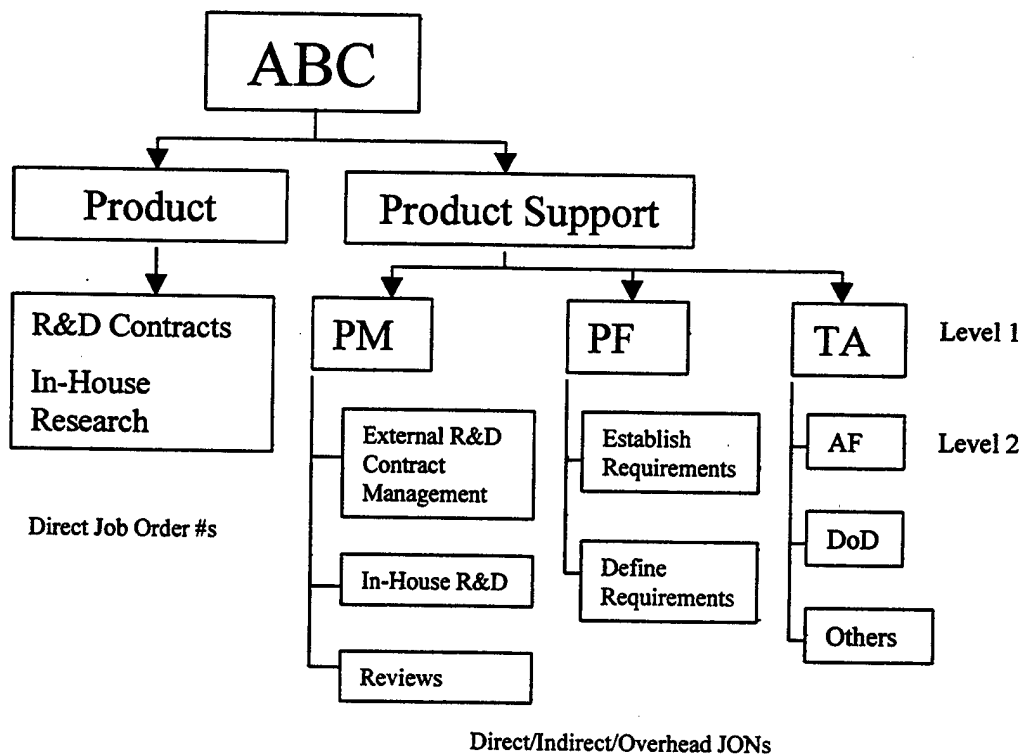 ABC
Product
Product Support
R&D Contracts
In-House
Research
PM
PF
TA
Level 1
External R&D
Contract
Management
Establish
Requirements
AF
Level 2
Direct Job Order #s
In-House R&D
Define
Requirements
DoD
Reviews
Others
Direct/Indirect/Overhead JONs